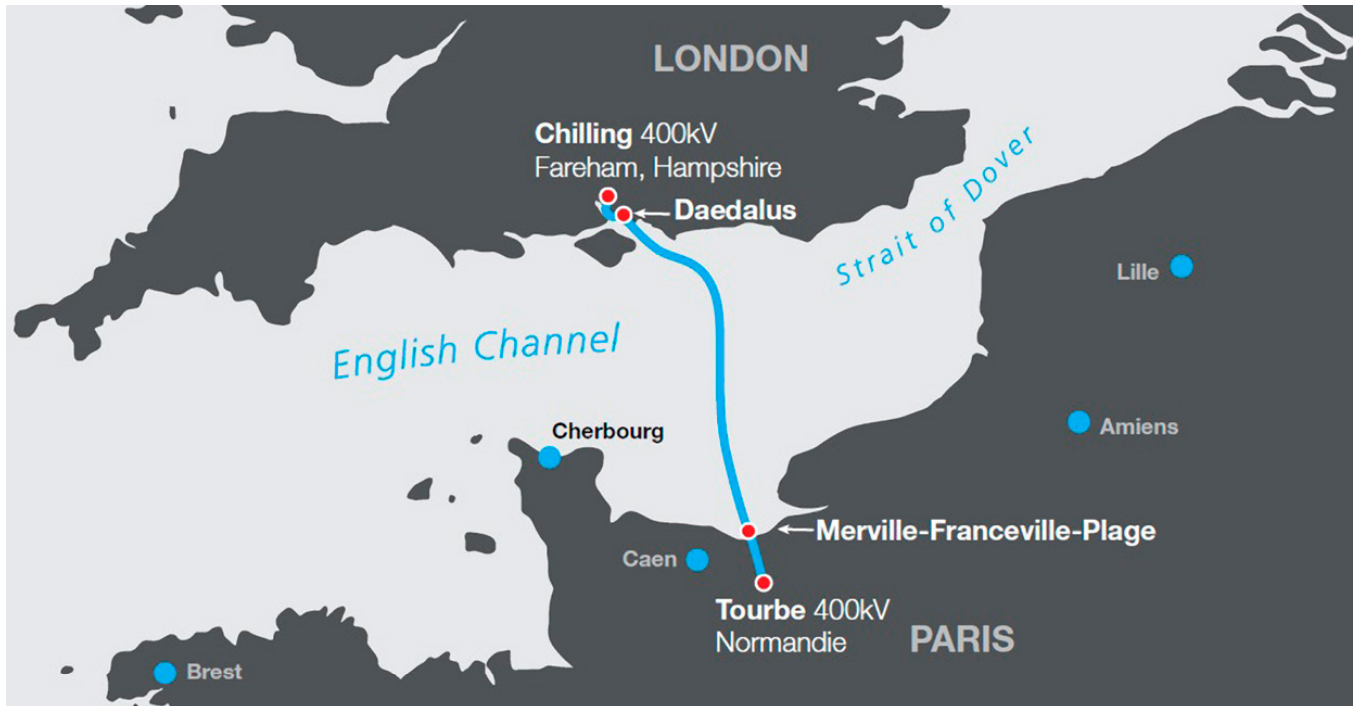 LONDON
Chilling 400kV
Fareham, Hampshire
Daedalus
Strait of Dover
Lille
English Channel
Cherbourg
Amiens
Merville-Franceville-Plage
Caen
Tourbe 400kV
Normandie
PARIS
Brest